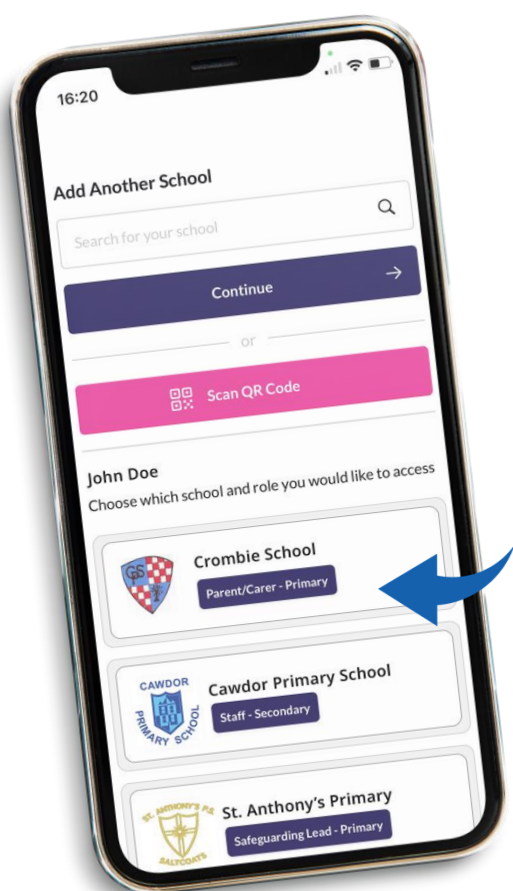 16:20
Add Another School
Search for your school
Continue
or
Scan QR Code
John Doe
Choose which school and role you would like to access
GPS
Crombie School
Parent/Carer - Primary
CAWDOR
PRIMARY SCHOOL
Cawdor Primary School
Staff - Secondary
ST. ANTHONY'S P.S.
SALTCOATS
St. Anthony's Primary
Safeguarding Lead - Primary